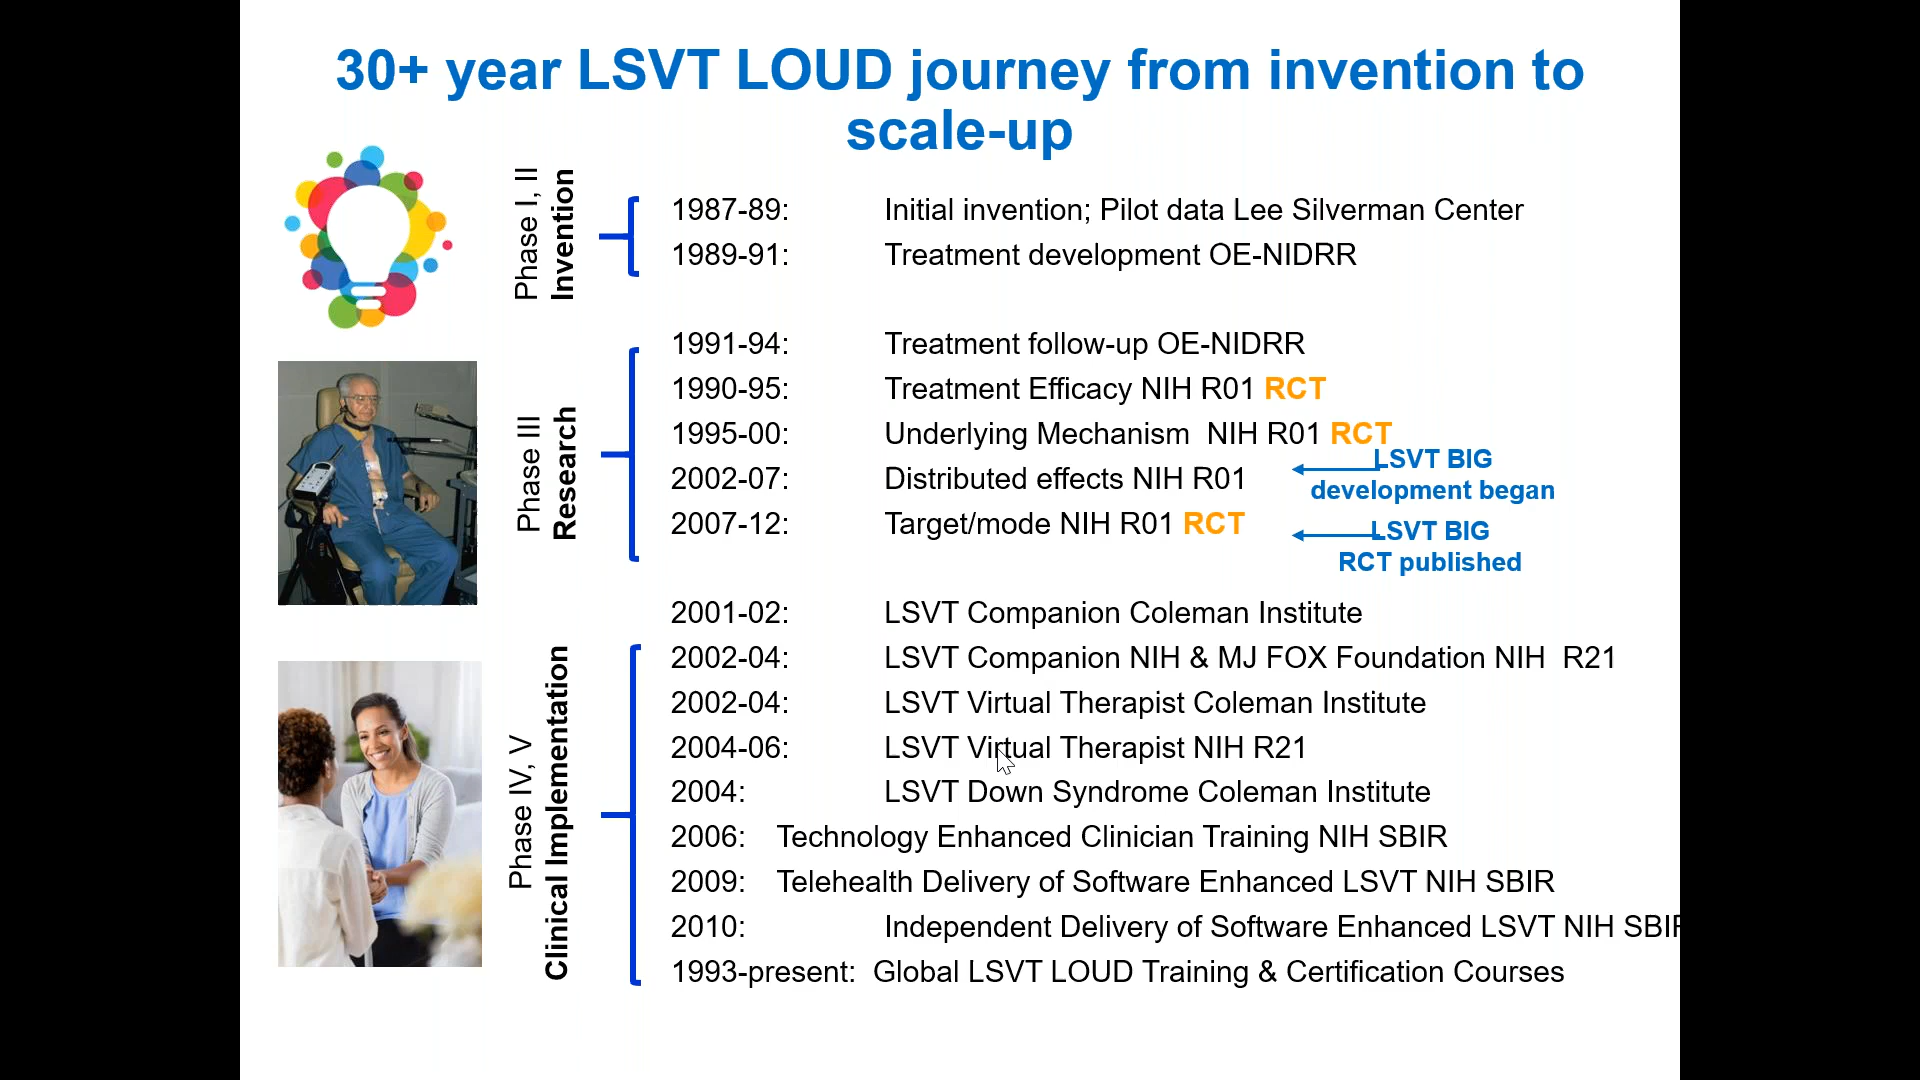 30+ year LSVT LOUD journey from invention to
scale-up
Phase I, II
Invention
1987-89: Initial invention; Pilot data Lee Silverman Center
1989-91: Treatment development OE-NIDRR
Phase III
Research
1991-94: Treatment follow-up OE-NIDRR
1990-95: Treatment Efficacy NIH R01 RCT
1995-00: Underlying Mechanism NIH R01 RCT
2002-07: Distributed effects NIH R01
LSVT BIG
development began
2007-12: Target/mode NIH R01 RCT
LSVT BIG
RCT published
Phase IV, V
Clinical Implementation
2001-02: LSVT Companion Coleman Institute
2002-04: LSVT Companion NIH & MJ FOX Foundation NIH R21
2002-04: LSVT Virtual Therapist Coleman Institute
2004-06: LSVT Virtual Therapist NIH R21
2004: LSVT Down Syndrome Coleman Institute
2006: Technology Enhanced Clinician Training NIH SBIR
2009: Telehealth Delivery of Software Enhanced LSVT NIH SBIR
2010: Independent Delivery of Software Enhanced LSVT NIH SBIR
1993-present: Global LSVT LOUD Training & Certification Courses